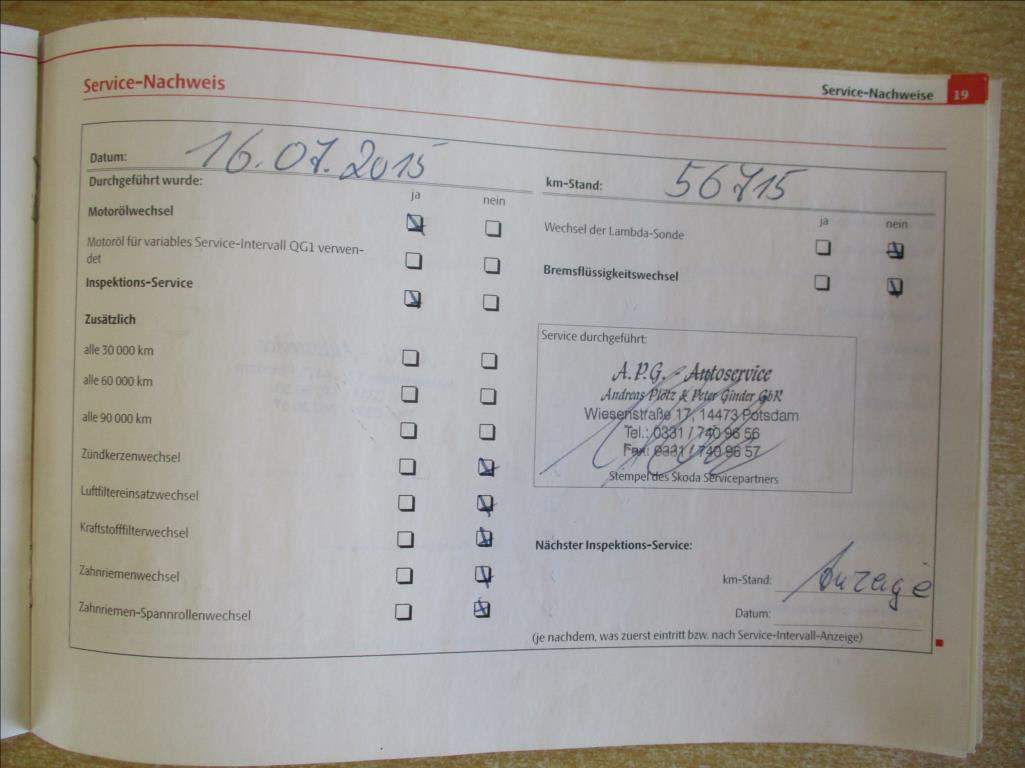 Service-Nachweis
Service-Nachweise 19
Datum: 16.07.2015
Durchgeführt wurde:
ja nein
Motorölwechsel
Motoröl für variables Service-Intervall QG1 verwen-
det
Inspektions-Service
Zusätzlich
alle 30 000 km
alle 60 000 km
alle 90 000 km
Zündkerzenwechsel
Luftfiltereinsatzwechsel
Kraftstofffilterwechsel
Zahnriemenwechsel
Zahnriemen-Spannrollenwechsel
km-Stand: 56715
ja nein
Wechsel der Lambda-Sonde
Bremsflüssigkeitswechsel
Service durchgeführt:
A.P.G. - Autoservice
Andreas Plötz & Peter Ginder GbR
Wiesenstraße 17, 14473 Potsdam
Tel.: 0331 / 740 96 56
Fax: 0331 / 740 96 57
Stempel des Skoda Servicepartners
Nächster Inspektions-Service:
km-Stand: Anzeige
Datum:
(je nachdem, was zuerst eintritt bzw. nach Service-Intervall-Anzeige)